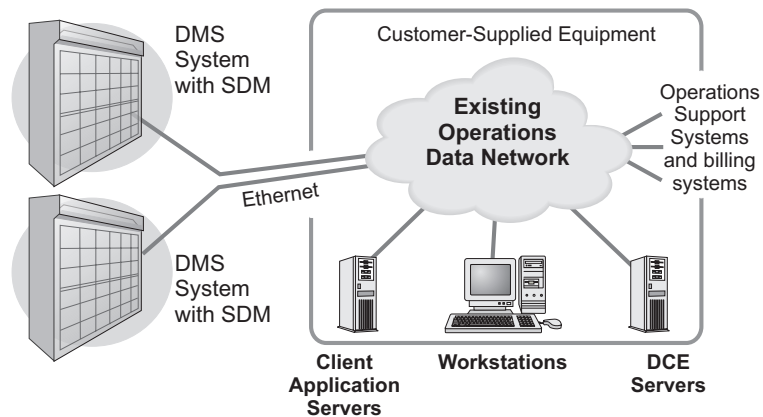 DMS
System
with SDM
Customer-Supplied Equipment
Existing
Operations
Data Network
Operations
Support
Systems
and billing
systems
Ethernet
DMS
System
with SDM
Client
Application
Servers
Workstations
DCE
Servers